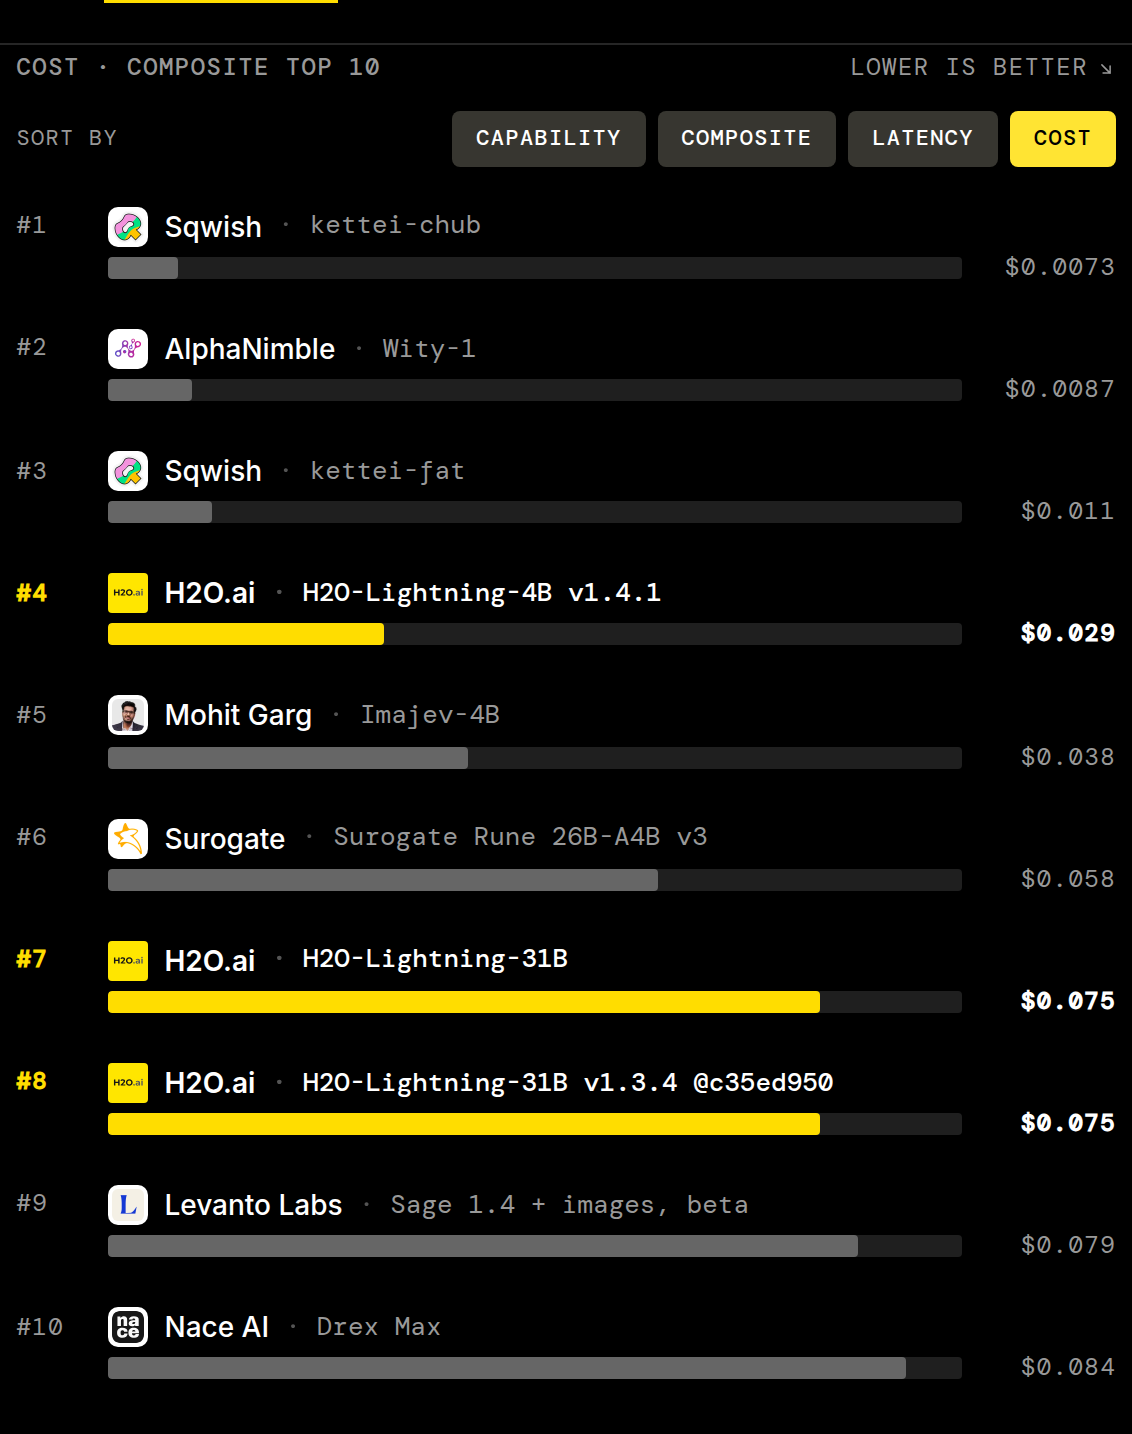 COST · COMPOSITE TOP 10
LOWER IS BETTER ↘
SORT BY
CAPABILITY
COMPOSITE
LATENCY
COST
#1
Sqwish · kettei-chub
$0.0073
#2
AlphaNimble · Wity-1
$0.0087
#3
Sqwish · kettei-fat
$0.011
#4
H2O.ai
H2O.ai · H2O-Lightning-4B v1.4.1
$0.029
#5
Mohit Garg · Imajev-4B
$0.038
#6
Surogate · Surogate Rune 26B-A4B v3
$0.058
#7
H2O.ai
H2O.ai · H2O-Lightning-31B
$0.075
#8
H2O.ai
H2O.ai · H2O-Lightning-31B v1.3.4 @c35ed950
$0.075
#9
L
Levanto Labs · Sage 1.4 + images, beta
$0.079
#10
na
ce
Nace AI · Drex Max
$0.084